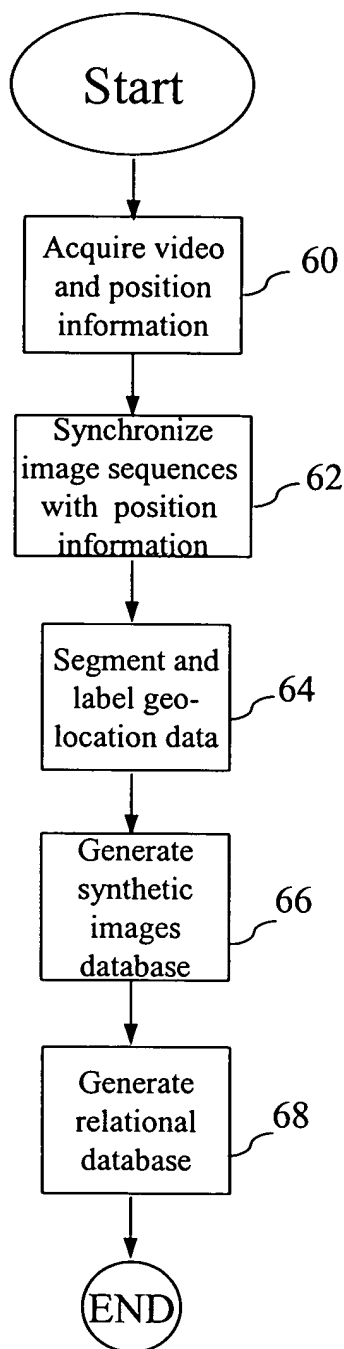 Start
Acquire video
and position
information
60
Synchronize
image sequences
with position
information
62
Segment and
label geo-
location data
64
Generate
synthetic
images
database
66
Generate
relational
database
68
END